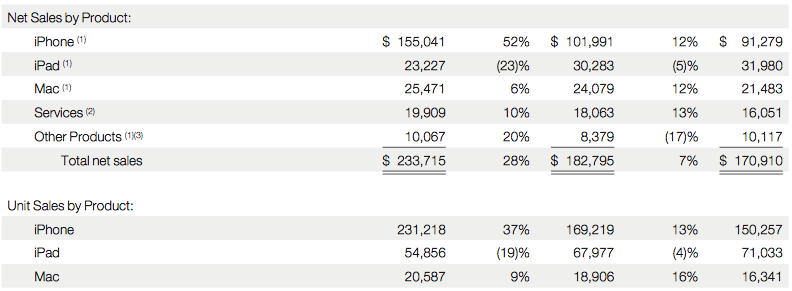 Net Sales by Product:
iPhone (1) $ 155,041 52% $ 101,991 12% $ 91,279
iPad (1) 23,227 (23)% 30,283 (5)% 31,980
Mac (1) 25,471 6% 24,079 12% 21,483
Services (2) 19,909 10% 18,063 13% 16,051
Other Products (1)(3) 10,067 20% 8,379 (17)% 10,117
Total net sales $ 233,715 28% $ 182,795 7% $ 170,910
Unit Sales by Product:
iPhone 231,218 37% 169,219 13% 150,257
iPad 54,856 (19)% 67,977 (4)% 71,033
Mac 20,587 9% 18,906 16% 16,341